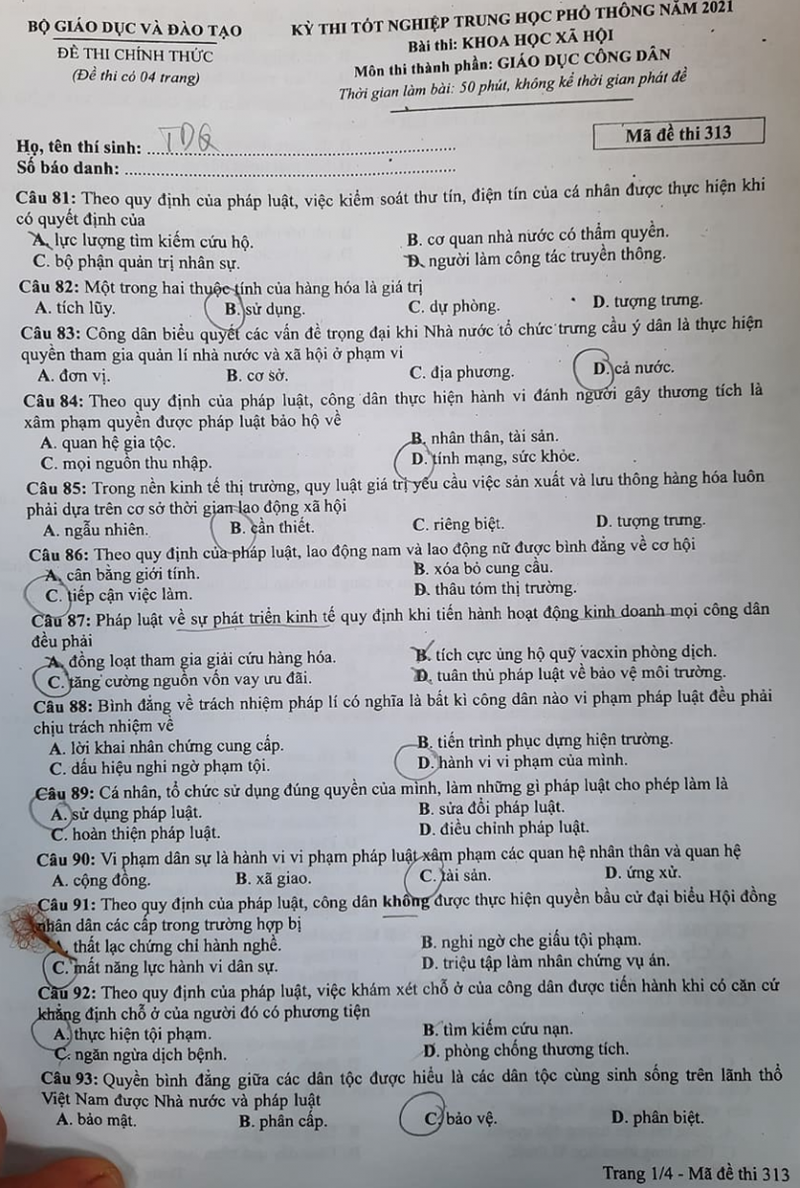 BỘ GIÁO DỤC VÀ ĐÀO TẠO
ĐỀ THI CHÍNH THỨC
(Đề thi có 04 trang)
KỲ THI TỐT NGHIỆP TRUNG HỌC PHỔ THÔNG NĂM 2021
Bài thi: KHOA HỌC XÃ HỘI
Môn thi thành phần: GIÁO DỤC CÔNG DÂN
Thời gian làm bài: 50 phút, không kể thời gian phát đề
Họ, tên thí sinh: TDQ
Mã đề thi 313
Số báo danh:
Câu 81: Theo quy định của pháp luật, việc kiểm soát thư tín, điện tín của cá nhân được thực hiện khi
có quyết định của
A. lực lượng tìm kiếm cứu hộ. B. cơ quan nhà nước có thẩm quyền.
C. bộ phận quản trị nhân sự. D. người làm công tác truyền thông.
Câu 82: Một trong hai thuộc tính của hàng hóa là giá trị
A. tích lũy. B. sử dụng. C. dự phòng. D. tượng trưng.
Câu 83: Công dân biểu quyết các vấn đề trọng đại khi Nhà nước tổ chức trưng cầu ý dân là thực hiện
quyền tham gia quản lí nhà nước và xã hội ở phạm vi
A. đơn vị. B. cơ sở. C. địa phương. D. cả nước.
Câu 84: Theo quy định của pháp luật, công dân thực hiện hành vi đánh người gây thương tích là
xâm phạm quyền được pháp luật bảo hộ về
A. quan hệ gia tộc. B. nhân thân, tài sản.
C. mọi nguồn thu nhập. D. tính mạng, sức khỏe.
Câu 85: Trong nền kinh tế thị trường, quy luật giá trị yêu cầu việc sản xuất và lưu thông hàng hóa luôn
phải dựa trên cơ sở thời gian lao động xã hội
A. ngẫu nhiên. B. cần thiết. C. riêng biệt. D. tượng trưng.
Câu 86: Theo quy định của pháp luật, lao động nam và lao động nữ được bình đẳng về cơ hội
A. cân bằng giới tính. B. xóa bỏ cung cầu.
C. tiếp cận việc làm. D. thâu tóm thị trường.
Câu 87: Pháp luật về sự phát triển kinh tế quy định khi tiến hành hoạt động kinh doanh mọi công dân
đều phải
A. đồng loạt tham gia giải cứu hàng hóa. B. tích cực ủng hộ quỹ vacxin phòng dịch.
C. tăng cường nguồn vốn vay ưu đãi. D. tuân thủ pháp luật về bảo vệ môi trường.
Câu 88: Bình đẳng về trách nhiệm pháp lí có nghĩa là bất kì công dân nào vi phạm pháp luật đều phải
chịu trách nhiệm về
A. lời khai nhân chứng cung cấp. B. tiến trình phục dựng hiện trường.
C. dấu hiệu nghi ngờ phạm tội. D. hành vi vi phạm của mình.
Câu 89: Cá nhân, tổ chức sử dụng đúng quyền của mình, làm những gì pháp luật cho phép làm là
A. sử dụng pháp luật. B. sửa đổi pháp luật.
C. hoàn thiện pháp luật. D. điều chỉnh pháp luật.
Câu 90: Vi phạm dân sự là hành vi vi phạm pháp luật xâm phạm các quan hệ nhân thân và quan hệ
A. cộng đồng. B. xã giao. C. tài sản. D. ứng xử.
Câu 91: Theo quy định của pháp luật, công dân không được thực hiện quyền bầu cử đại biểu Hội đồng
nhân dân các cấp trong trường hợp bị
A. thất lạc chứng chỉ hành nghề. B. nghi ngờ che giấu tội phạm.
C. mất năng lực hành vi dân sự. D. triệu tập làm nhân chứng vụ án.
Câu 92: Theo quy định của pháp luật, việc khám xét chỗ ở của công dân được tiến hành khi có căn cứ
khẳng định chỗ ở của người đó có phương tiện
A. thực hiện tội phạm. B. tìm kiếm cứu nạn.
C. ngăn ngừa dịch bệnh. D. phòng chống thương tích.
Câu 93: Quyền bình đẳng giữa các dân tộc được hiểu là các dân tộc cùng sinh sống trên lãnh thổ
Việt Nam được Nhà nước và pháp luật
A. bảo mật. B. phân cấp. C. bảo vệ. D. phân biệt.
Trang 1/4 - Mã đề thi 313